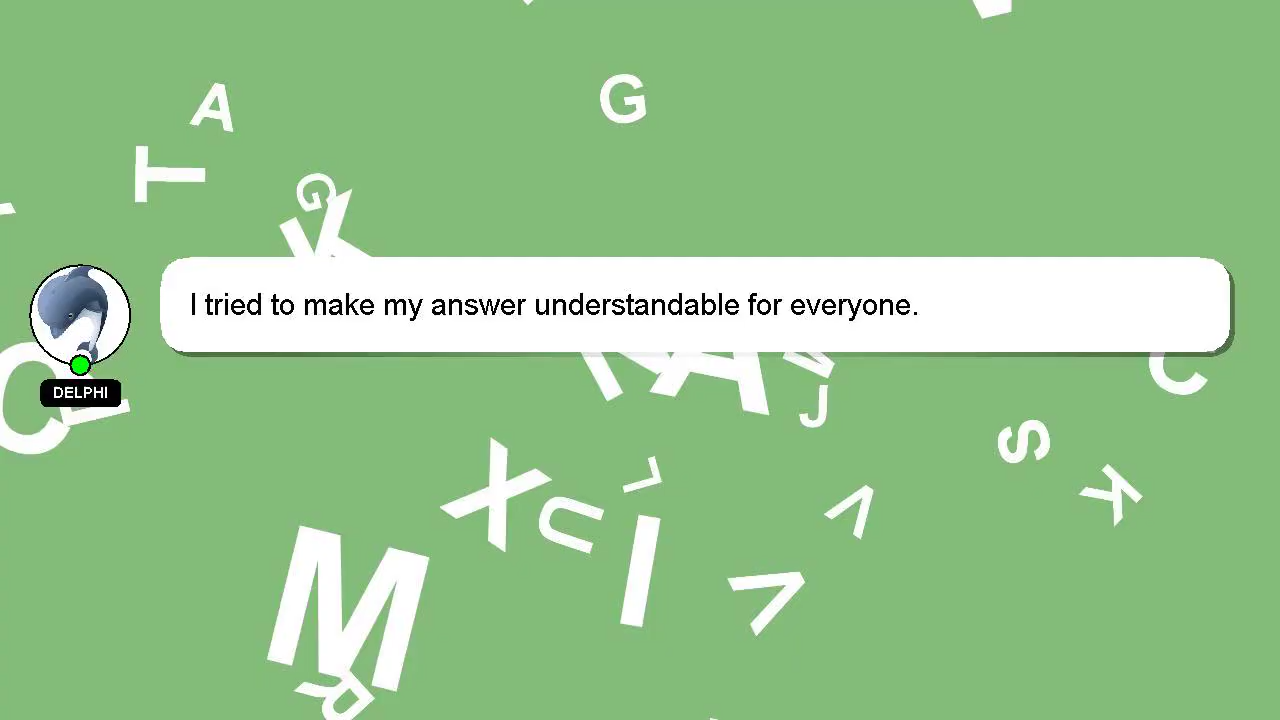 A
G
T
G
K
I tried to make my answer understandable for everyone.
DELPHI
C
A
J
C
S
K
X
U
L
I
V
V
M
R